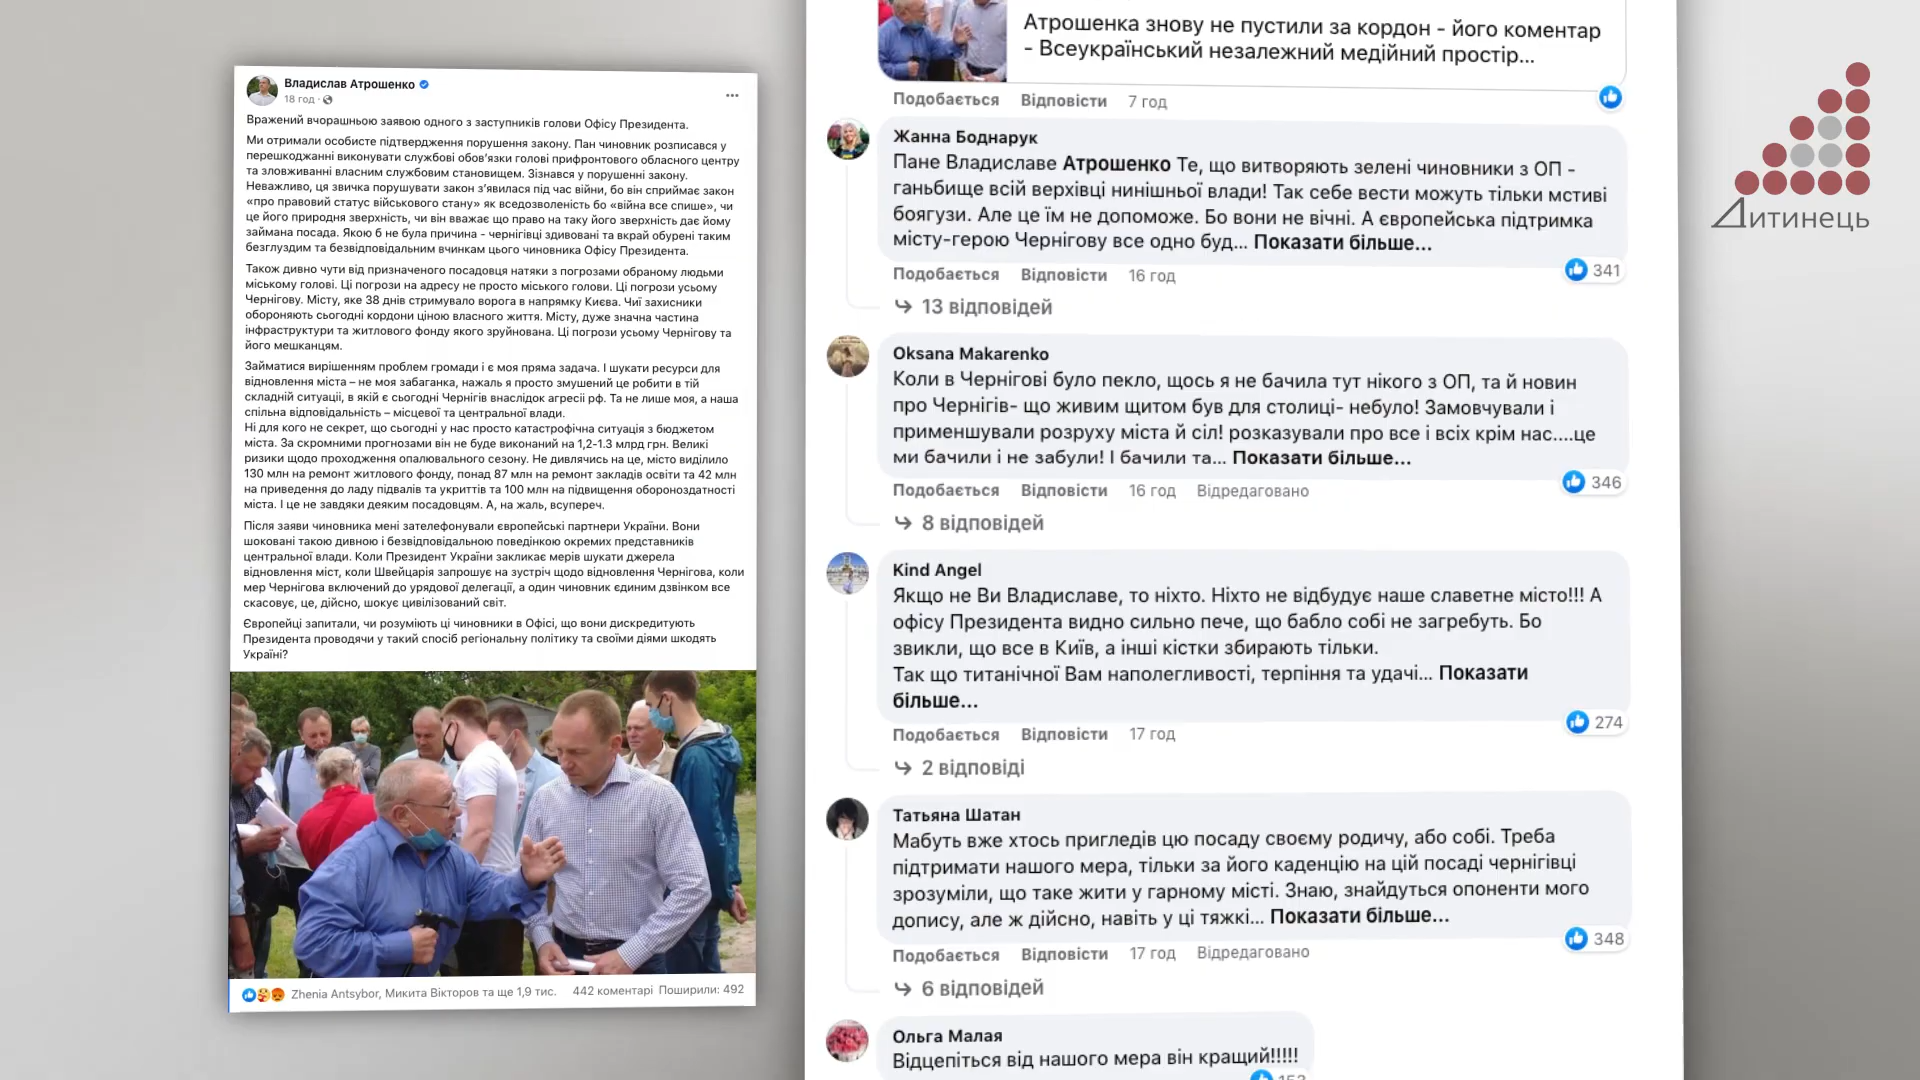 Владислав Атрошенко
18 год ·
Вражений вчорашньою заявою одного з заступників голови Офісу Президента.
Ми отримали особисте підтвердження порушення закону. Пан чиновник розписався у
перешкоджанні виконувати службові обов’язки голові прифронтового обласного центру
та зловживанні власним службовим становищем. Зізнався у порушенні закону.
Неважливо, ця звичка порушувати закон з’явилася під час війни, бо він сприймає закон
«про правовий статус військового стану» як вседозволеність бо «війна все спише», чи
це його природня зверхність, чи він вважає що право на таку його зверхність дає йому
займана посада. Якою б не була причина - чернігівці здивовані та вкрай обурені таким
безглуздим та безвідповідальним вчинкам цього чиновника Офісу Президента.
Також дивно чути від призначеного посадовця натяки з погрозами обраному людьми
міському голові. Ці погрози на адресу не просто міського голови. Ці погрози усьому
Чернігову. Місту, яке 38 днів стримувало ворога в напрямку Києва. Чиї захисники
обороняють сьогодні кордони ціною власного життя. Місту, дуже значна частина
інфраструктури та житлового фонду якого зруйнована. Ці погрози усьому Чернігову та
його мешканцям.
Займатися вирішенням проблем громади і є моя пряма задача. І шукати ресурси для
відновлення міста – не моя забаганка, нажаль я просто змушений це робити в тій
складній ситуації, в якій є сьогодні Чернігів внаслідок агресії рф. Та не лише моя, а наша
спільна відповідальність – місцевої та центральної влади.
Ні для кого не секрет, що сьогодні у нас просто катастрофічна ситуація з бюджетом
міста. За скромними прогнозами він не буде виконаний на 1,2-1.3 млрд грн. Великі
ризики щодо проходження опалювального сезону. Не дивлячись на це, місто виділило
130 млн на ремонт житлового фонду, понад 87 млн на ремонт закладів освіти та 42 млн
на приведення до ладу підвалів та укриттів та 100 млн на підвищення обороноздатності
міста. І це не завдяки деяким посадовцям. А, на жаль, всупереч.
Після заяви чиновника мені зателефонували європейські партнери України. Вони
шоковані такою дивною і безвідповідальною поведінкою окремих представників
центральної влади. Коли Президент України закликає мерів шукати джерела
відновлення міст, коли Швейцарія запрошує на зустріч щодо відновлення Чернігова, коли
мер Чернігова включений до урядової делегації, а один чиновник єдиним дзвінком все
скасовує, це, дійсно, шокує цивілізований світ.
Європейці запитали, чи розуміють ці чиновники в Офісі, що вони дискредитують
Президента проводячи у такий спосіб регіональну політику та своїми діями шкодять
Україні?
Zhenia Antsybor, Микита Вікторов та ще 1,9 тис. 442 коментарі Поширили: 492
Атрошенка знову не пустили за кордон - його коментар
- Всеукраїнський незалежний медійний простір...
Подобається Відповісти 7 год
Жанна Боднарук
Пане Владиславе Атрошенко Те, що витворяють зелені чиновники з ОП -
ганьбище всій верхівці нинішньої влади! Так себе вести можуть тільки мстиві
боягузи. Але це їм не допоможе. Бо вони не вічні. А європейська підтримка
місту-герою Чернігову все одно буд... Показати більше...
Подобається Відповісти 16 год 341
13 відповідей
Oksana Makarenko
Коли в Чернігові було пекло, щось я не бачила тут нікого з ОП, та й новин
про Чернігів- що живим щитом був для столиці- небуло! Замовчували і
применшували розруху міста й сіл! розказували про все і всіх крім нас....це
ми бачили і не забули! І бачили та... Показати більше...
Подобається Відповісти 16 год Відредаговано 346
8 відповідей
Kind Angel
Якщо не Ви Владиславе, то ніхто. Ніхто не відбудує наше славетне місто!!! А
офісу Президента видно сильно пече, що бабло собі не загребуть. Бо
звикли, що все в Київ, а інші кістки збирають тільки.
Так що титанічної Вам наполегливості, терпіння та удачі... Показати
більше...
Подобається Відповісти 17 год 274
2 відповіді
Татьяна Шатан
Мабуть вже хтось пригледів цю посаду своєму родичу, або собі. Треба
підтримати нашого мера, тільки за його каденцію на цій посаді чернігівці
зрозуміли, що таке жити у гарному місті. Знаю, знайдуться опоненти мого
допису, але ж дійсно, навіть у ці тяжкі... Показати більше...
Подобається Відповісти 17 год Відредаговано 348
6 відповідей
Ольга Малая
Відцепіться від нашого мера він кращий!!!!!
Дитинець